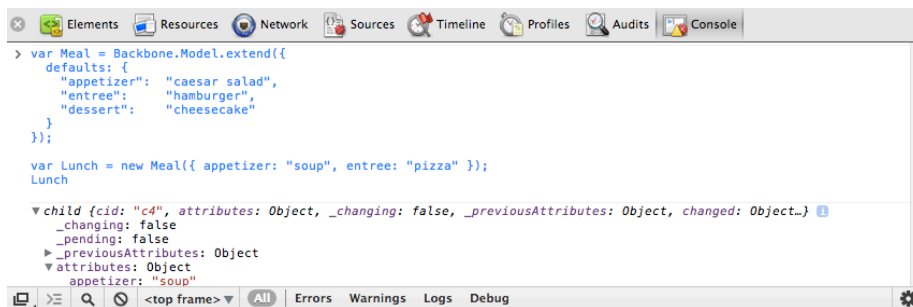 Elements Resources Network Sources Timeline Profiles Audits Console
> var Meal = Backbone.Model.extend({
defaults: {
"appetizer": "caesar salad",
"entree": "hamburger",
"dessert": "cheesecake"
}
});
var Lunch = new Meal({ appetizer: "soup", entree: "pizza" });
Lunch
▼child {cid: "c4", attributes: Object, _changing: false, _previousAttributes: Object, changed: Object…}
_changing: false
_pending: false
▶_previousAttributes: Object
▼attributes: Object
appetizer: "soup"
<top frame>▼ All Errors Warnings Logs Debug